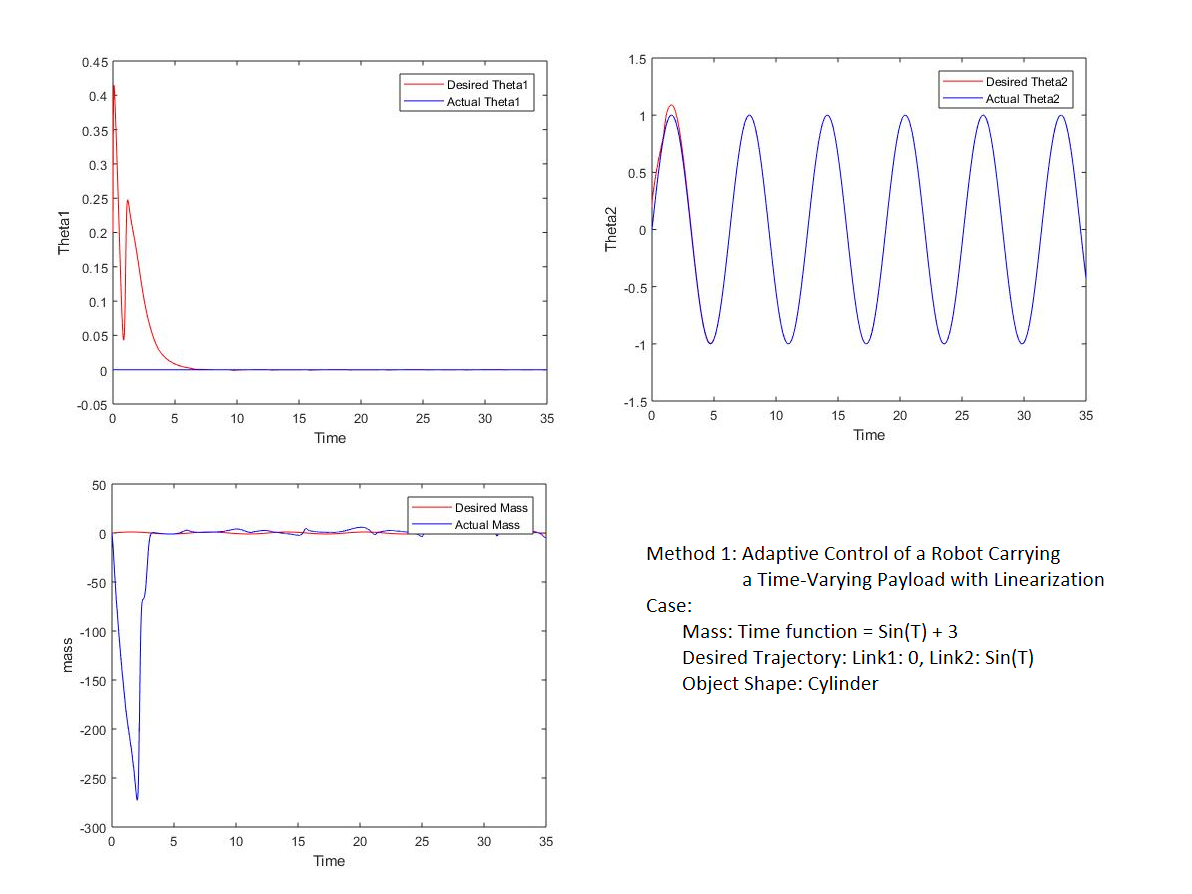 0.45
0.4
0.35
0.3
0.25
0.2
0.15
0.1
0.05
0
-0.05
Theta1
Desired Theta1
Actual Theta1
0 5 10 15 20 25 30 35
Time
1.5
1
0.5
0
-0.5
-1
-1.5
Theta2
Desired Theta2
Actual Theta2
0 5 10 15 20 25 30 35
Time
50
0
-50
-100
-150
-200
-250
-300
mass
Desired Mass
Actual Mass
0 5 10 15 20 25 30 35
Time
Method 1: Adaptive Control of a Robot Carrying
a Time-Varying Payload with Linearization
Case:
Mass: Time function = Sin(T) + 3
Desired Trajectory: Link1: 0, Link2: Sin(T)
Object Shape: Cylinder